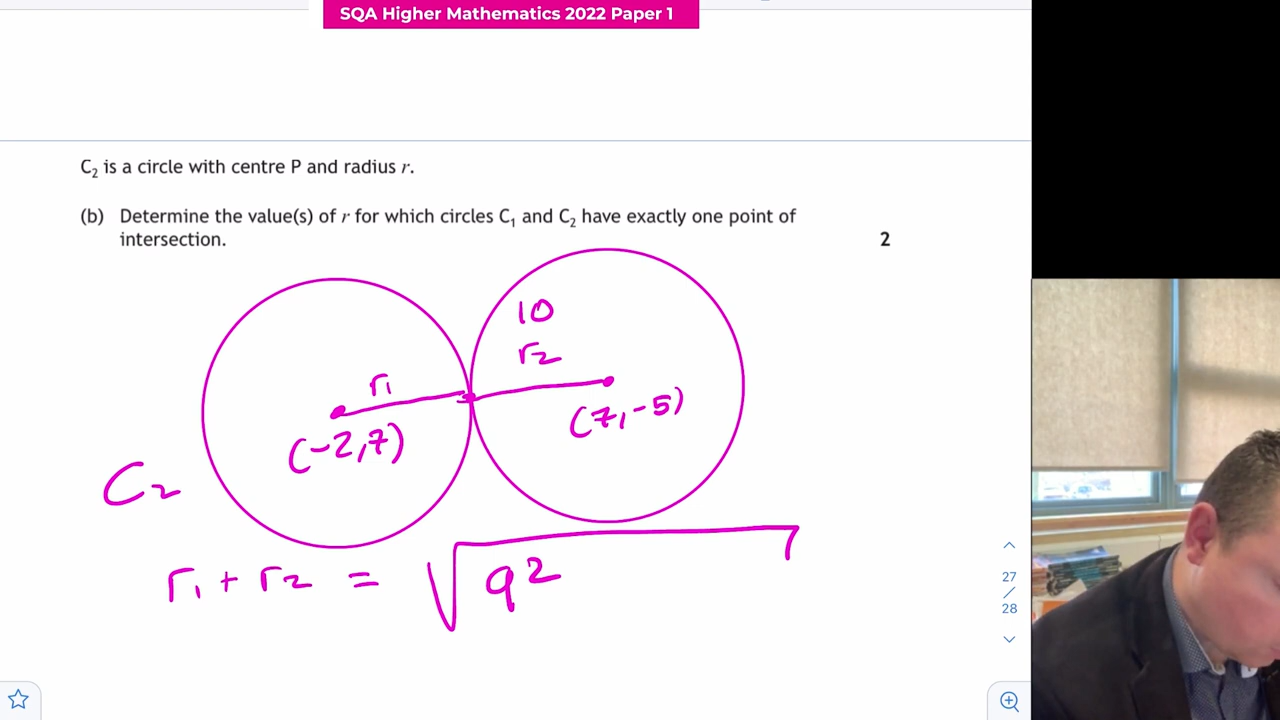 SQA Higher Mathematics 2022 Paper 1
C₂ is a circle with centre P and radius r.
(b) Determine the value(s) of r for which circles C₁ and C₂ have exactly one point of
intersection. 2
10
r₂
r₁
(7,-5)
(-2,7)
C₂
r₁ + r₂ = √9²
27
/
28